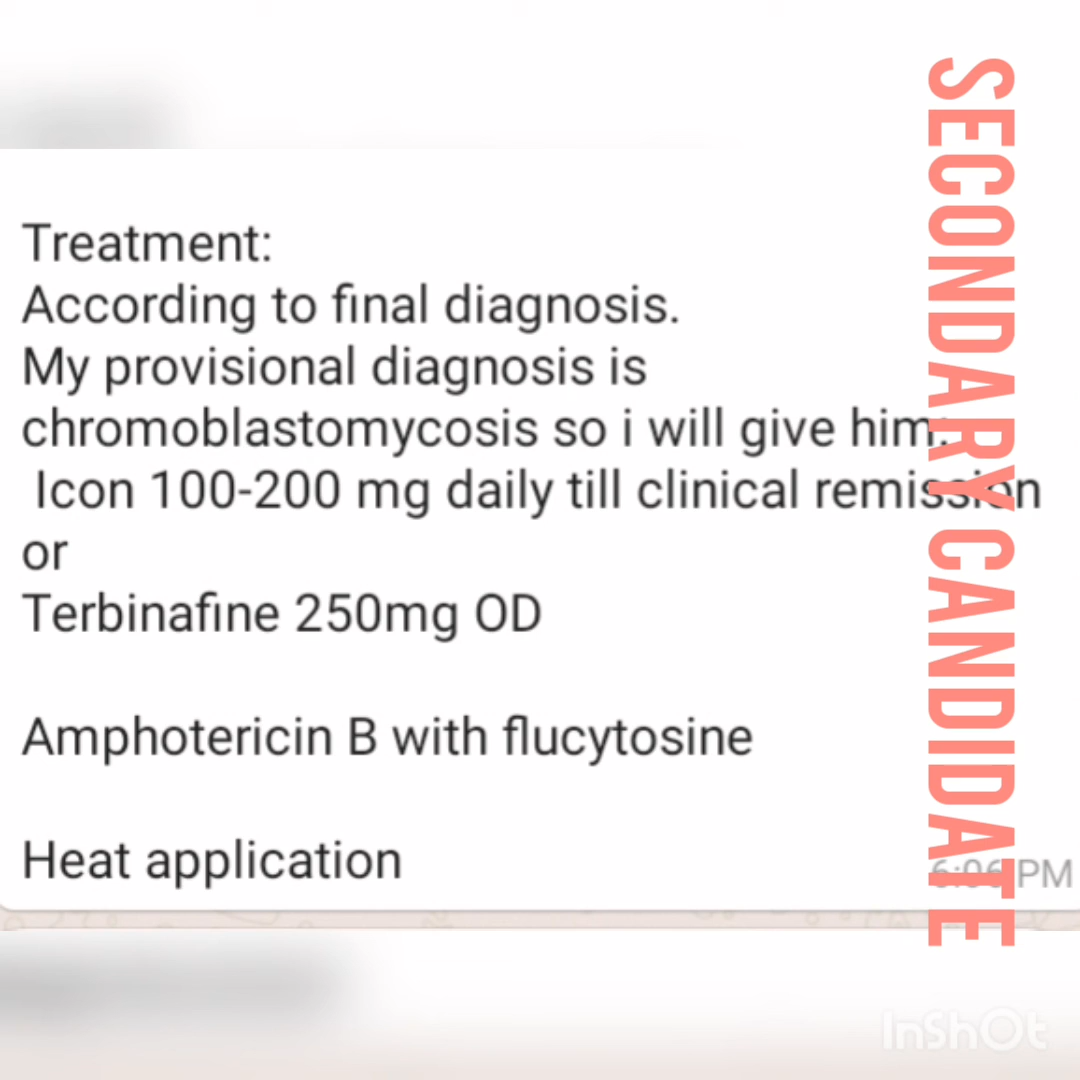 Treatment:
According to final diagnosis.
My provisional diagnosis is
chromoblastomycosis so i will give him:
Icon 100-200 mg daily till clinical remission
or
Terbinafine 250mg OD
Amphotericin B with flucytosine
Heat application
6:06 PM
SECONDARY CANDIDATE
InShOt